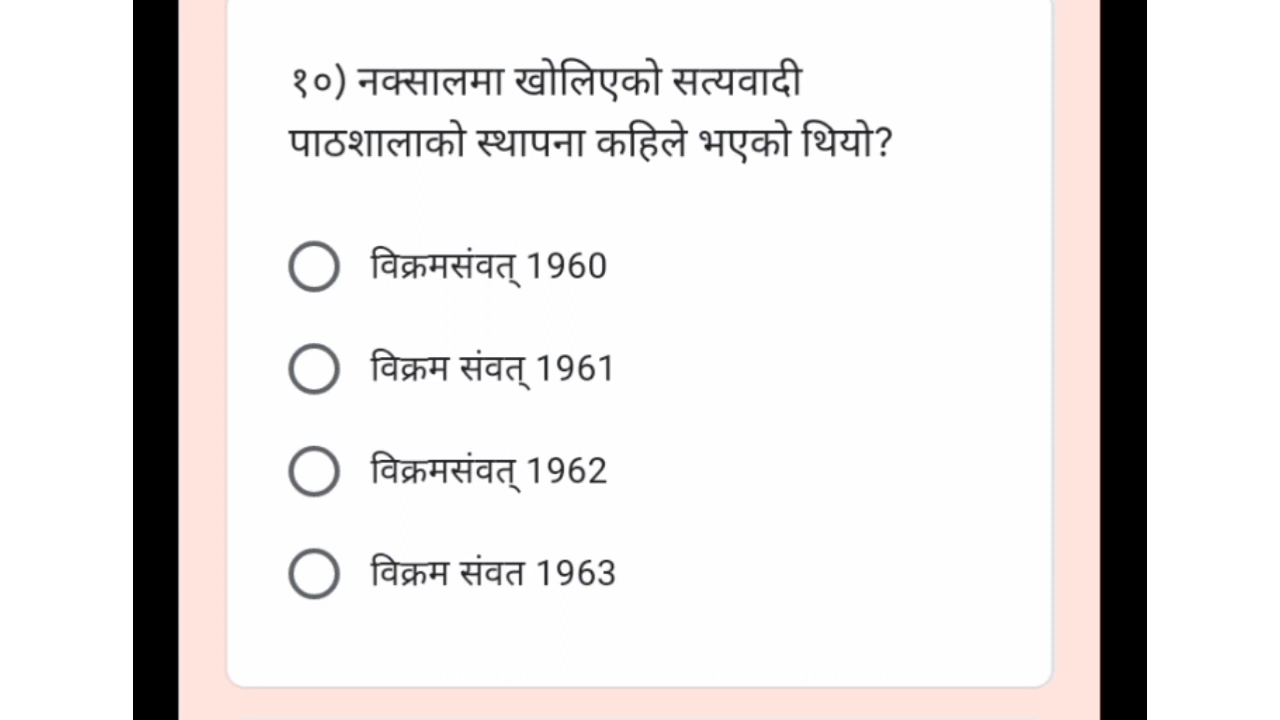 १०) नक्सालमा खोलिएको सत्यवादी
पाठशालाको स्थापना कहिले भएको थियो?
विक्रमसंवत् 1960
विक्रम संवत् 1961
विक्रमसंवत् 1962
विक्रम संवत 1963